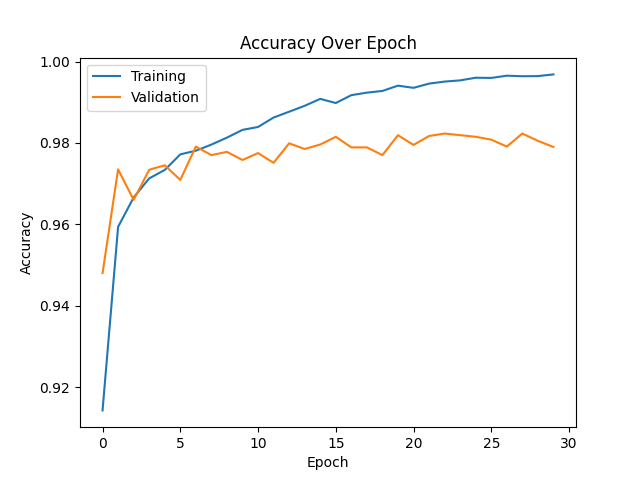 Accuracy Over Epoch
Training
Validation
Accuracy
1.00
0.98
0.96
0.94
0.92
0 5 10 15 20 25 30
Epoch